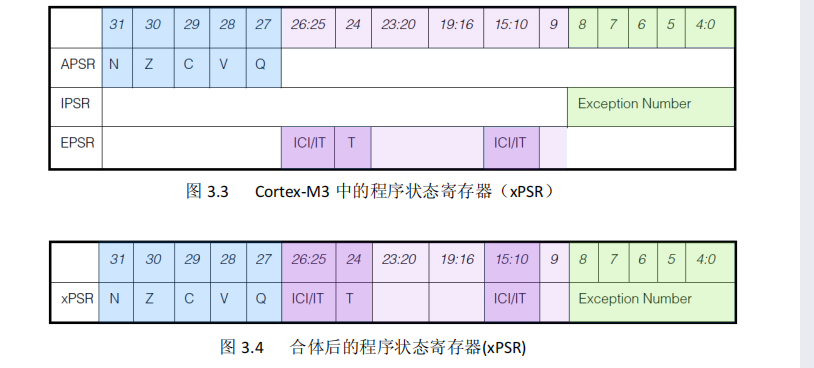 31 30 29 28 27 26:25 24 23:20 19:16 15:10 9 8 7 6 5 4:0
APSR N Z C V Q
IPSR Exception Number
EPSR ICI/IT T ICI/IT
图 3.3 Cortex-M3 中的程序状态寄存器（xPSR）
31 30 29 28 27 26:25 24 23:20 19:16 15:10 9 8 7 6 5 4:0
xPSR N Z C V Q ICI/IT T ICI/IT Exception Number
图 3.4 合体后的程序状态寄存器(xPSR)